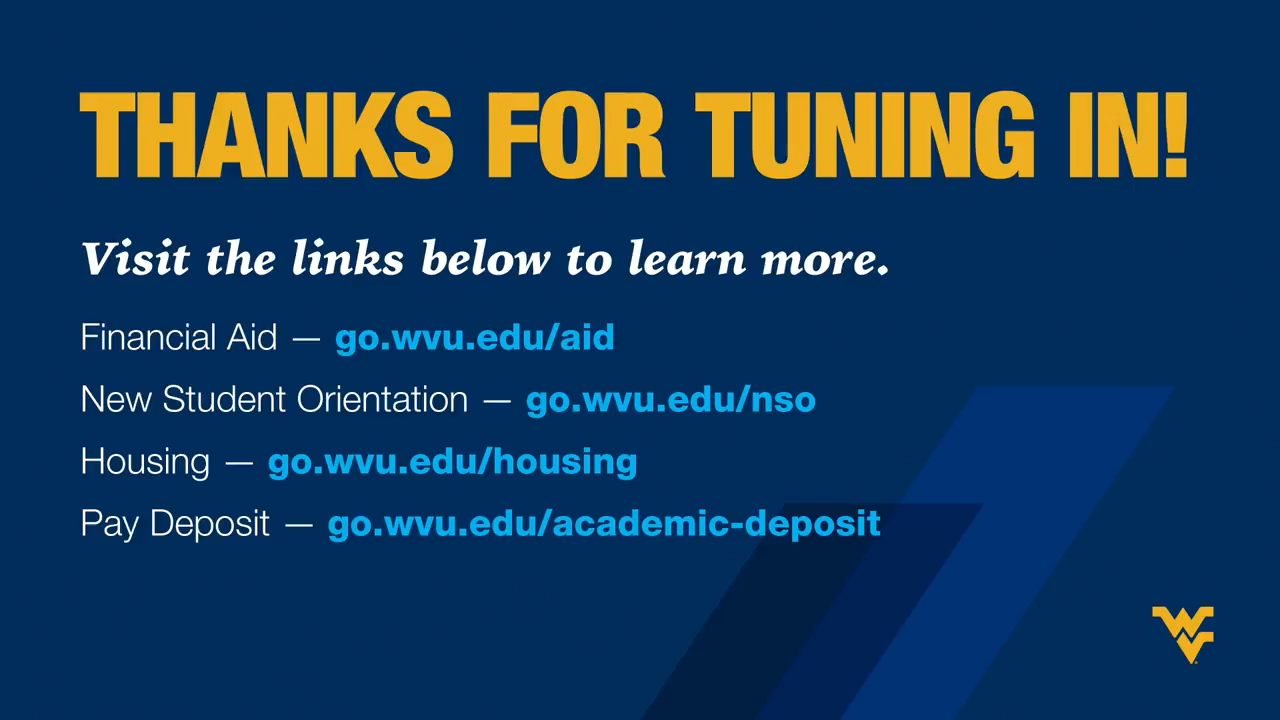 THANKS FOR TUNING IN!
Visit the links below to learn more.
Financial Aid — go.wvu.edu/aid
New Student Orientation — go.wvu.edu/nso
Housing — go.wvu.edu/housing
Pay Deposit — go.wvu.edu/academic-deposit
WV